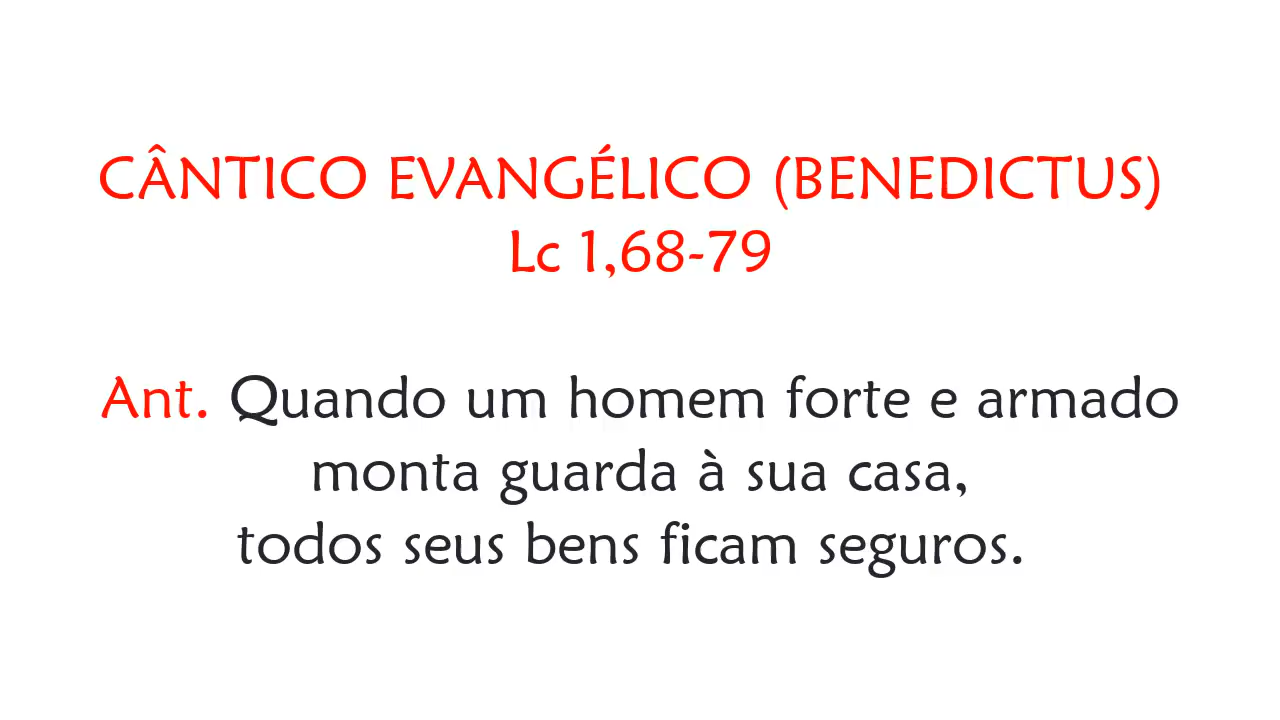 CÂNTICO EVANGÉLICO (BENEDICTUS)
Lc 1,68-79
Ant. Quando um homem forte e armado
monta guarda à sua casa,
todos seus bens ficam seguros.